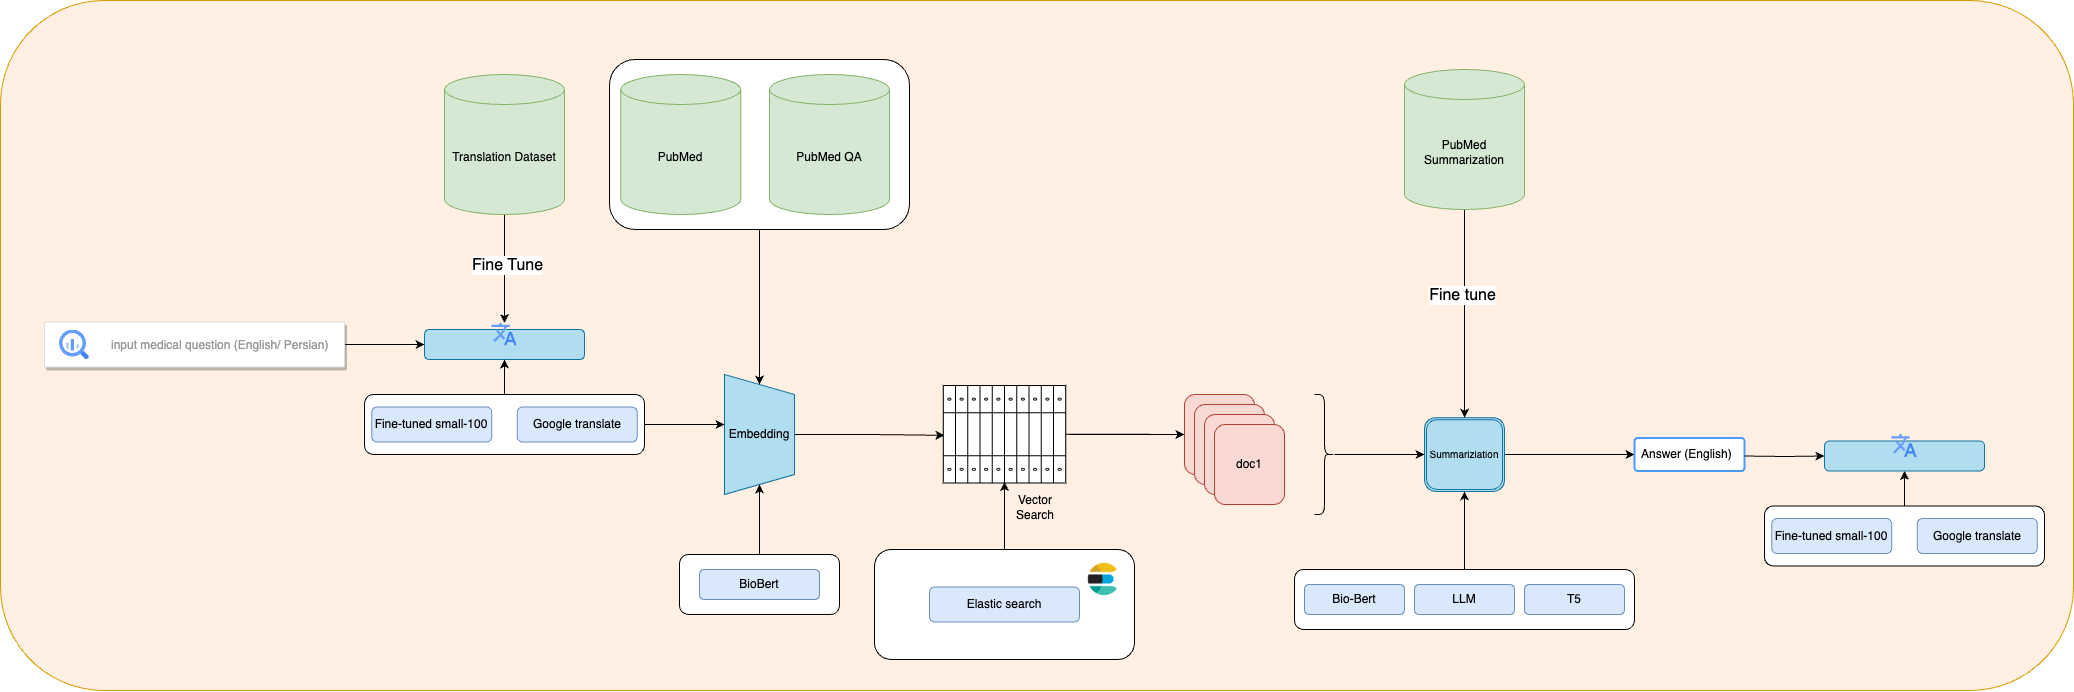 Translation Dataset
PubMed
PubMed QA
PubMed
Summarization
Fine Tune
Fine tune
input medical question (English/ Persian)
Fine-tuned small-100
Google translate
Embedding
BioBert
Vector
Search
Elastic search
doc1
Summariziation
Bio-Bert
LLM
T5
Answer (English)
Fine-tuned small-100
Google translate